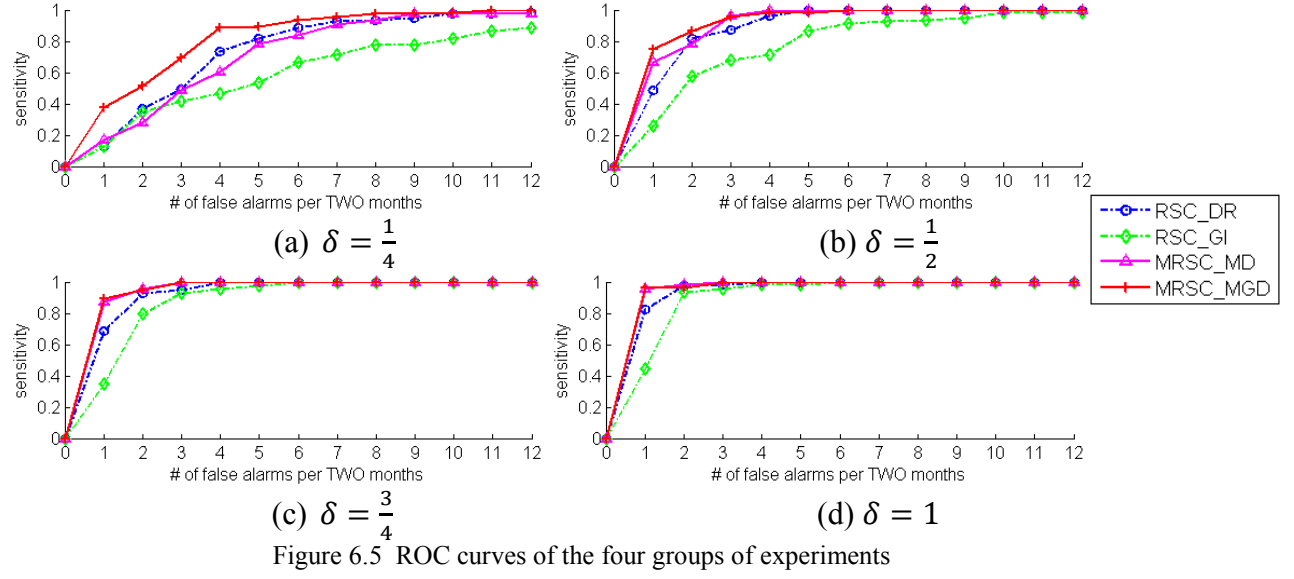 1
0.8
0.6
0.4
0.2
0
sensitivity
0 1 2 3 4 5 6 7 8 9 10 11 12
# of false alarms per TWO months
(a) δ = 1/4
1
0.8
0.6
0.4
0.2
0
sensitivity
0 1 2 3 4 5 6 7 8 9 10 11 12
# of false alarms per TWO months
(b) δ = 1/2
RSC_DR
RSC_GI
MRSC_MD
MRSC_MGD
1
0.8
0.6
0.4
0.2
0
sensitivity
0 1 2 3 4 5 6 7 8 9 10 11 12
# of false alarms per TWO months
(c) δ = 3/4
1
0.8
0.6
0.4
0.2
0
sensitivity
0 1 2 3 4 5 6 7 8 9 10 11 12
# of false alarms per TWO months
(d) δ = 1
Figure 6.5 ROC curves of the four groups of experiments